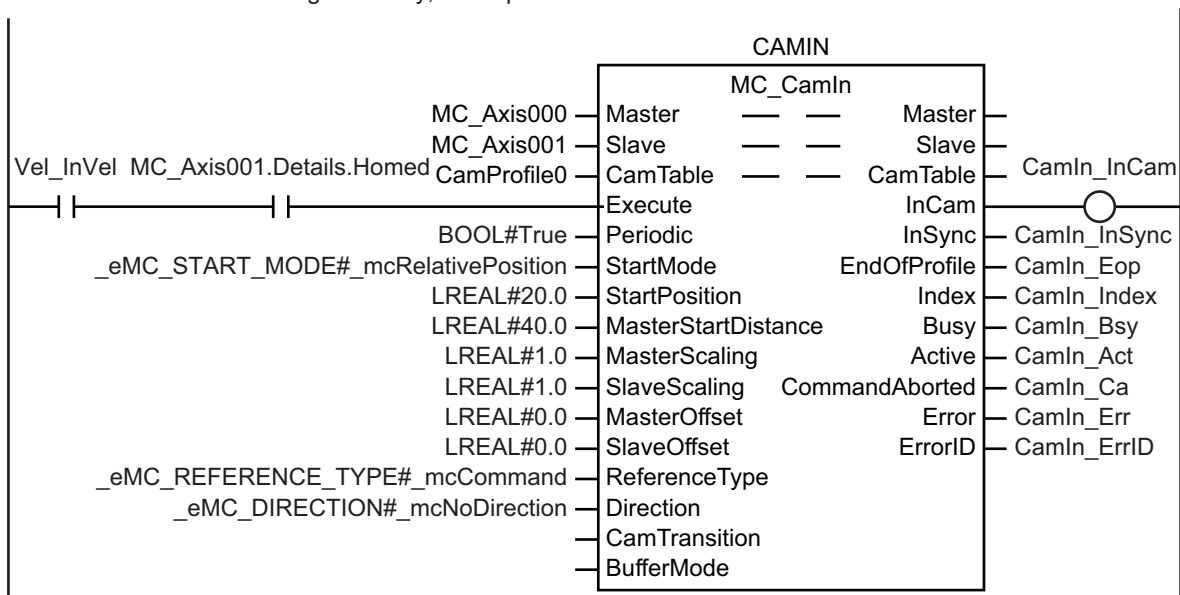 CAMIN
MC_CamIn
MC_Axis000 Master Master
MC_Axis001 Slave Slave
Vel_InVel MC_Axis001.Details.Homed CamProfile0 CamTable CamTable CamIn_InCam
Execute InCam
BOOL#True Periodic InSync CamIn_InSync
_eMC_START_MODE#_mcRelativePosition StartMode EndOfProfile CamIn_Eop
LREAL#20.0 StartPosition Index CamIn_Index
LREAL#40.0 MasterStartDistance Busy CamIn_Bsy
LREAL#1.0 MasterScaling Active CamIn_Act
LREAL#1.0 SlaveScaling CommandAborted CamIn_Ca
LREAL#0.0 MasterOffset Error CamIn_Err
LREAL#0.0 SlaveOffset ErrorID CamIn_ErrID
_eMC_REFERENCE_TYPE#_mcCommand ReferenceType
_eMC_DIRECTION#_mcNoDirection Direction
CamTransition
BufferMode